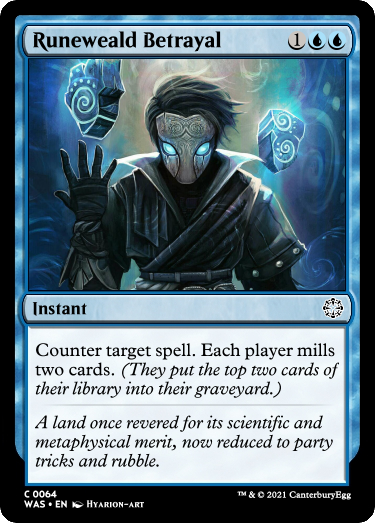 Runeweald Betrayal 1
Instant
Counter target spell. Each player mills
two cards. (They put the top two cards of
their library into their graveyard.)
A land once revered for its scientific and
metaphysical merit, now reduced to party
tricks and rubble.
C 0064
WAS • EN Hyarion-art
™ & © 2021 CanterburyEgg